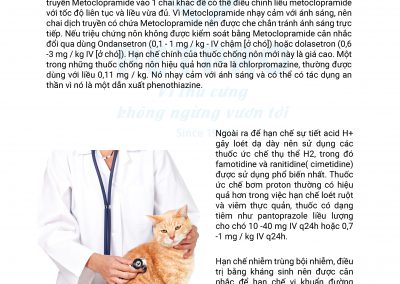 truyền Metoclopramide vào 1 chai khác để có thể điều chỉnh liều metoclopramide
với tốc độ liên tục và liều vừa đủ. Vì Metoclopramide nhạy cảm với ánh sáng, nên
chai dịch truyền có chứa Metoclopramide nên được che chắn tránh ánh sáng trực
tiếp. Nếu triệu chứng nôn không được kiểm soát bằng Metoclopramide cân nhắc
đổi qua dùng Ondansetron (0,1 - 1 mg / kg - IV chậm [ở chó]) hoặc dolasetron (0,6
-3 mg / kg IV [ở chó]). Hạn chế chính của thuốc chống nôn mới này là giá cao. Một
trong những thuốc chống nôn hiệu quả hơn nữa là chlorpromazine, thường được
dùng với liều 0,11 mg / kg. Nó nhạy cảm với ánh sáng và có thể có tác dụng an
thần vì nó là một dẫn xuất phenothiazine.
Vì thú cưng
không ngừng vươn tới
Since
Ngoài ra để hạn chế sự tiết acid H+
gây loét dạ dày nên sử dụng các
thuốc ức chế thụ thể H2, trong đó
famotidine và ranitidine( cimetidine)
được sử dụng phổ biến nhất. Thuốc
ức chế bơm proton thường có hiệu
quả hơn trong việc hạn chế loét ruột
và viêm thực quản, thuốc có dạng
tiêm như pantoprazole liều lượng
cho chó 10 -40 mg IV q24h hoặc 0,7
-1 mg / kg IV q24h.
Hạn chế nhiễm trùng bội nhiễm, điều
trị bằng kháng sinh nên được cân
nhắc để hạn chế vi khuẩn đường